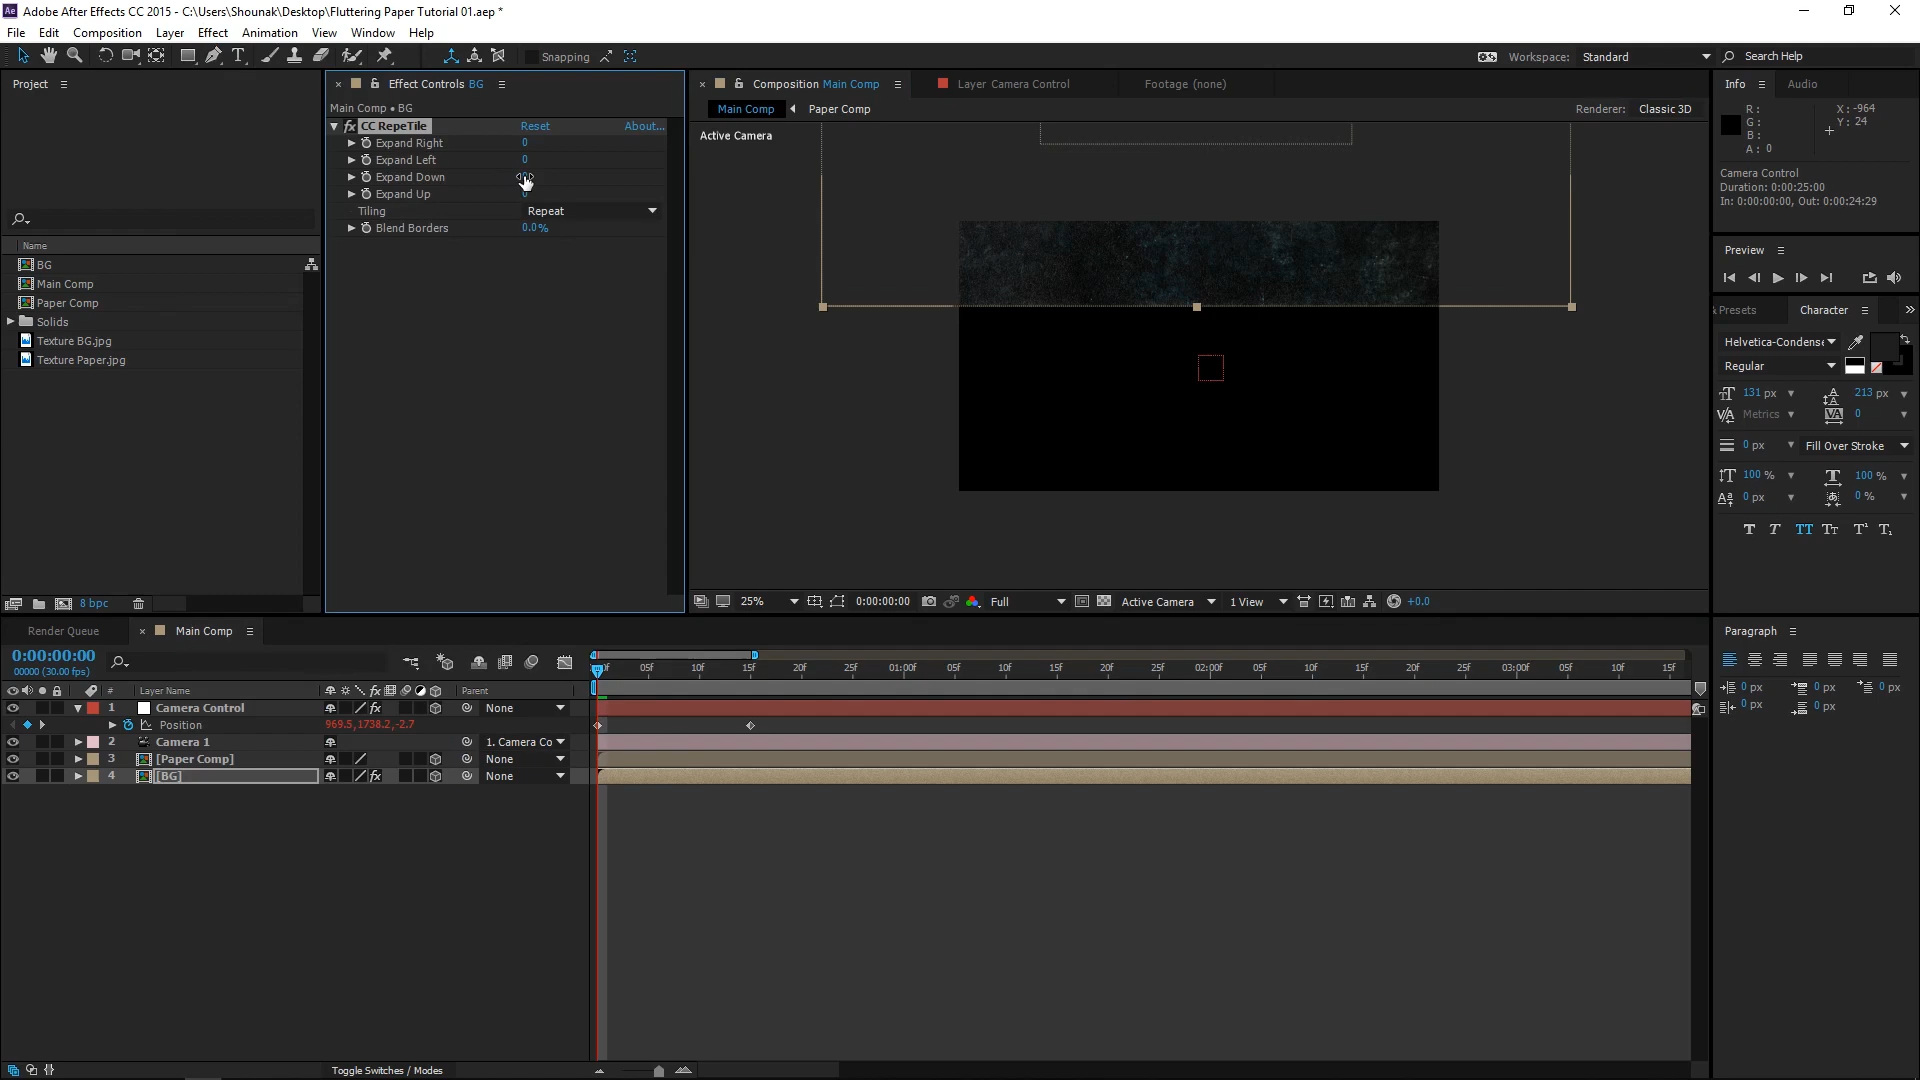 Adobe After Effects CC 2015 - C:\Users\Shounak\Desktop\Fluttering Paper Tutorial 01.aep *
File Edit Composition Layer Effect Animation View Window Help
Snapping
Workspace: Standard
Search Help
Project
Effect Controls BG
Composition Main Comp
Layer Camera Control
Footage (none)
Info Audio
Main Comp • BG
Main Comp Paper Comp
Renderer: Classic 3D
R:
G:
B:
A: 0
X: -964
Y: 24
fx CC RepeTile Reset About...
Active Camera
Expand Right 0
Expand Left 0
Expand Down
Expand Up 0
Tiling Repeat
Blend Borders 0.0%
Camera Control
Duration: 0:00:25:00
In: 0:00:00:00, Out: 0:00:24:29
Name
BG
Main Comp
Paper Comp
Solids
Texture BG.jpg
Texture Paper.jpg
Preview
& Presets Character
Helvetica-Condense
Regular
131 px 213 px
Metrics 0
0 px Fill Over Stroke
100 % 100 %
0 px 0 %
T T TT Tt T¹ T₁
8 bpc
25% 0:00:00:00 Full Active Camera 1 View +0.0
Render Queue Main Comp
Paragraph
0:00:00:00
00000 (30.00 fps)
05f 10f 15f 20f 25f 01:00f 05f 10f 15f 20f 25f 02:00f 05f 10f 15f 20f 25f 03:00f 05f 10f 15f
# Layer Name Parent
1 Camera Control None
Position 969.5,1738.2,-2.7
2 Camera 1 1. Camera Co
3 [Paper Comp] None
4 [BG] None
0 px 0 px 0 px
0 px 0 px
Toggle Switches / Modes